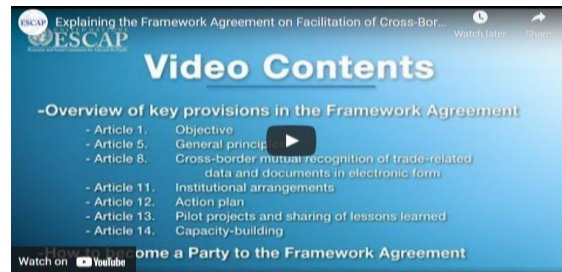 ESCAP
Explaining the Framework Agreement on Facilitation of Cross-Bor...
Watch later
Share
ESCAP
Video Contents
-Overview of key provisions in the Framework Agreement
- Article 1. Objective
- Article 5. General
- Article 8. Cross-border mutual recognition of trade-related
data and documents in electronic form
- Article 11. Institutional arrangements
- Article 12. Action plan
- Article 13. Pilot projects and sharing of lessons learned
- Article 14. Capacity-building
-How to become a Party to the Framework Agreement
Watch on YouTube